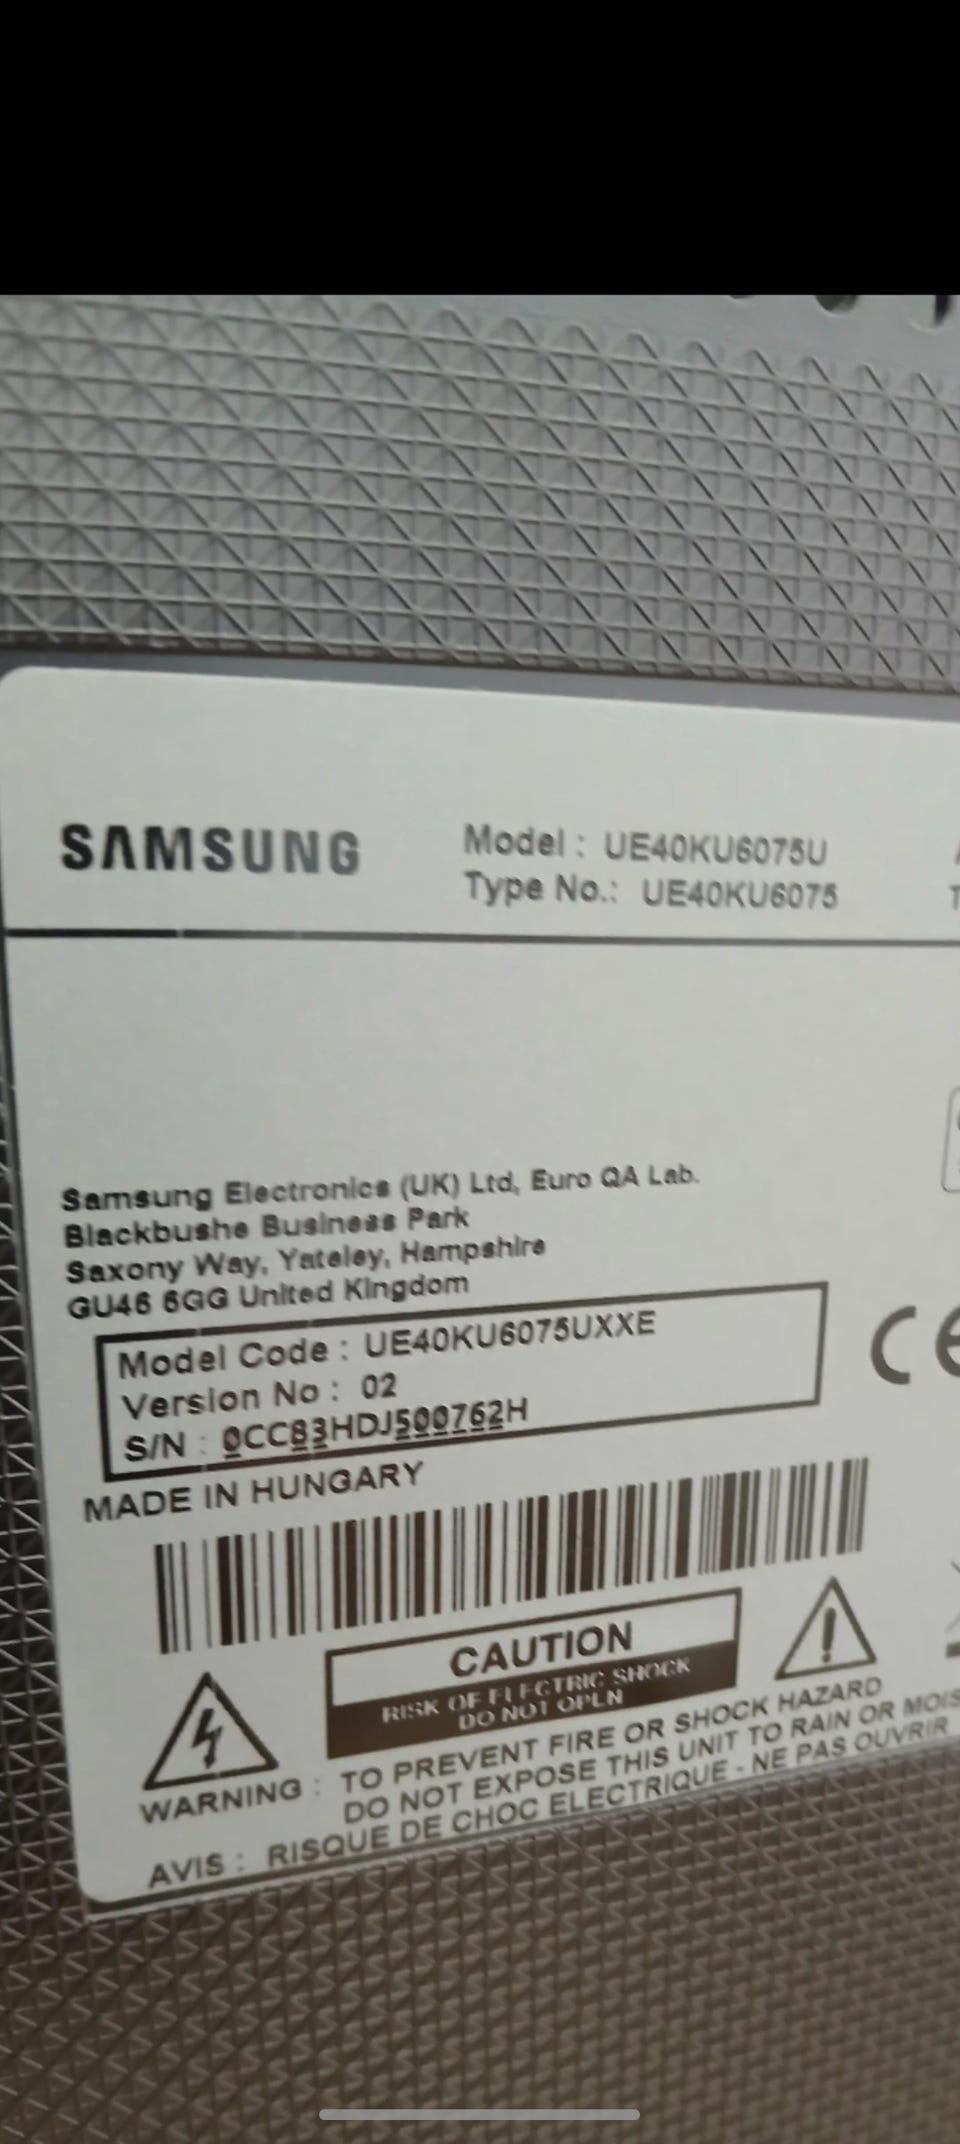 SAMSUNG
Model : UE40KU6075U
Type No.: UE40KU6075
Samsung Electronics (UK) Ltd, Euro QA Lab.
Blackbushe Business Park
Saxony Way, Yateley, Hampshire
GU46 6GG United Kingdom
Model Code : UE40KU6075UXXE
Version No : 02
S/N : 0CC83HDJ500762H
MADE IN HUNGARY
CE
CAUTION
RISK OF ELECTRIC SHOCK
DO NOT OPEN
WARNING : TO PREVENT FIRE OR SHOCK HAZARD
DO NOT EXPOSE THIS UNIT TO RAIN OR MOIS
AVIS : RISQUE DE CHOC ELECTRIQUE - NE PAS OUVRIR